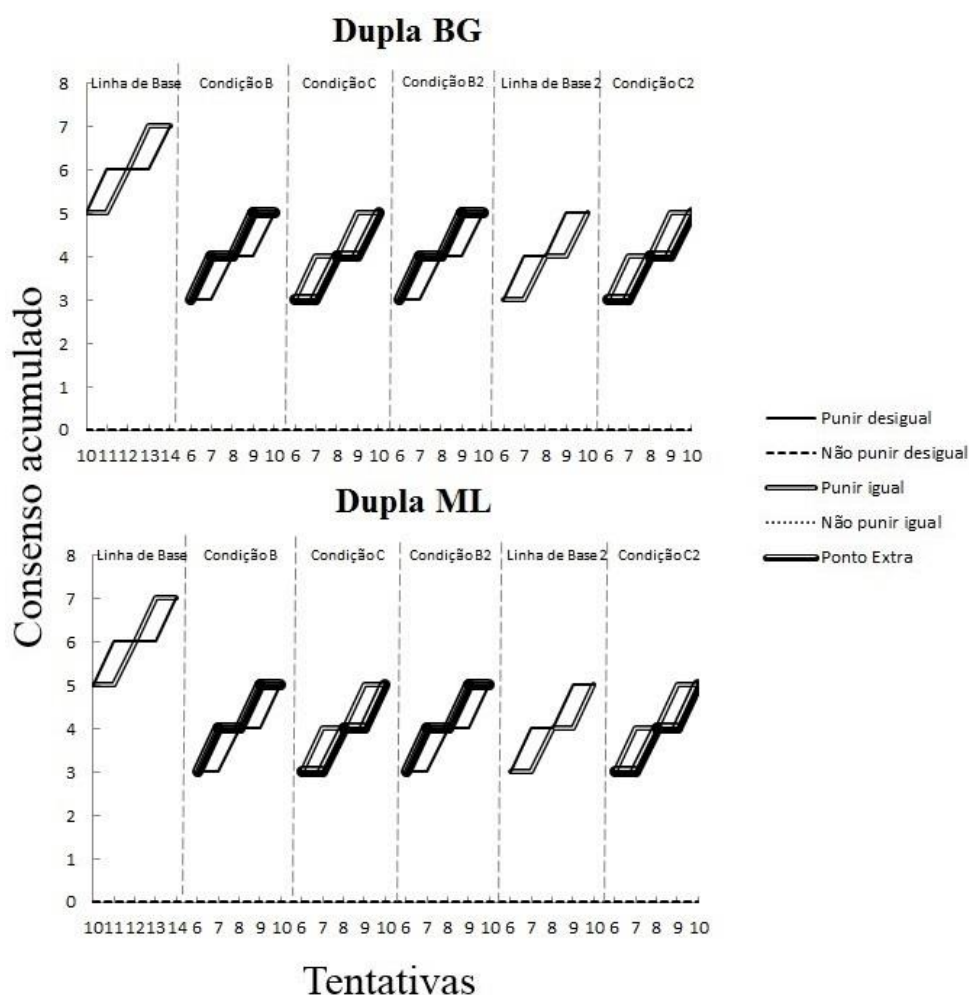 Dupla BG
Linha de Base Condição B Condição C Condição B2 Linha de Base 2 Condição C2
8
7
6
5
4
3
2
1
0
10 11 12 13 14 6 7 8 9 10 6 7 8 9 10 6 7 8 9 10 6 7 8 9 10 6 7 8 9 10
Consenso acumulado
Punir desigual
Não punir desigual
Punir igual
Não punir igual
Ponto Extra
Dupla ML
Linha de Base Condição B Condição C Condição B2 Linha de Base 2 Condição C2
8
7
6
5
4
3
2
1
0
10 11 12 13 14 6 7 8 9 10 6 7 8 9 10 6 7 8 9 10 6 7 8 9 10 6 7 8 9 10
Tentativas